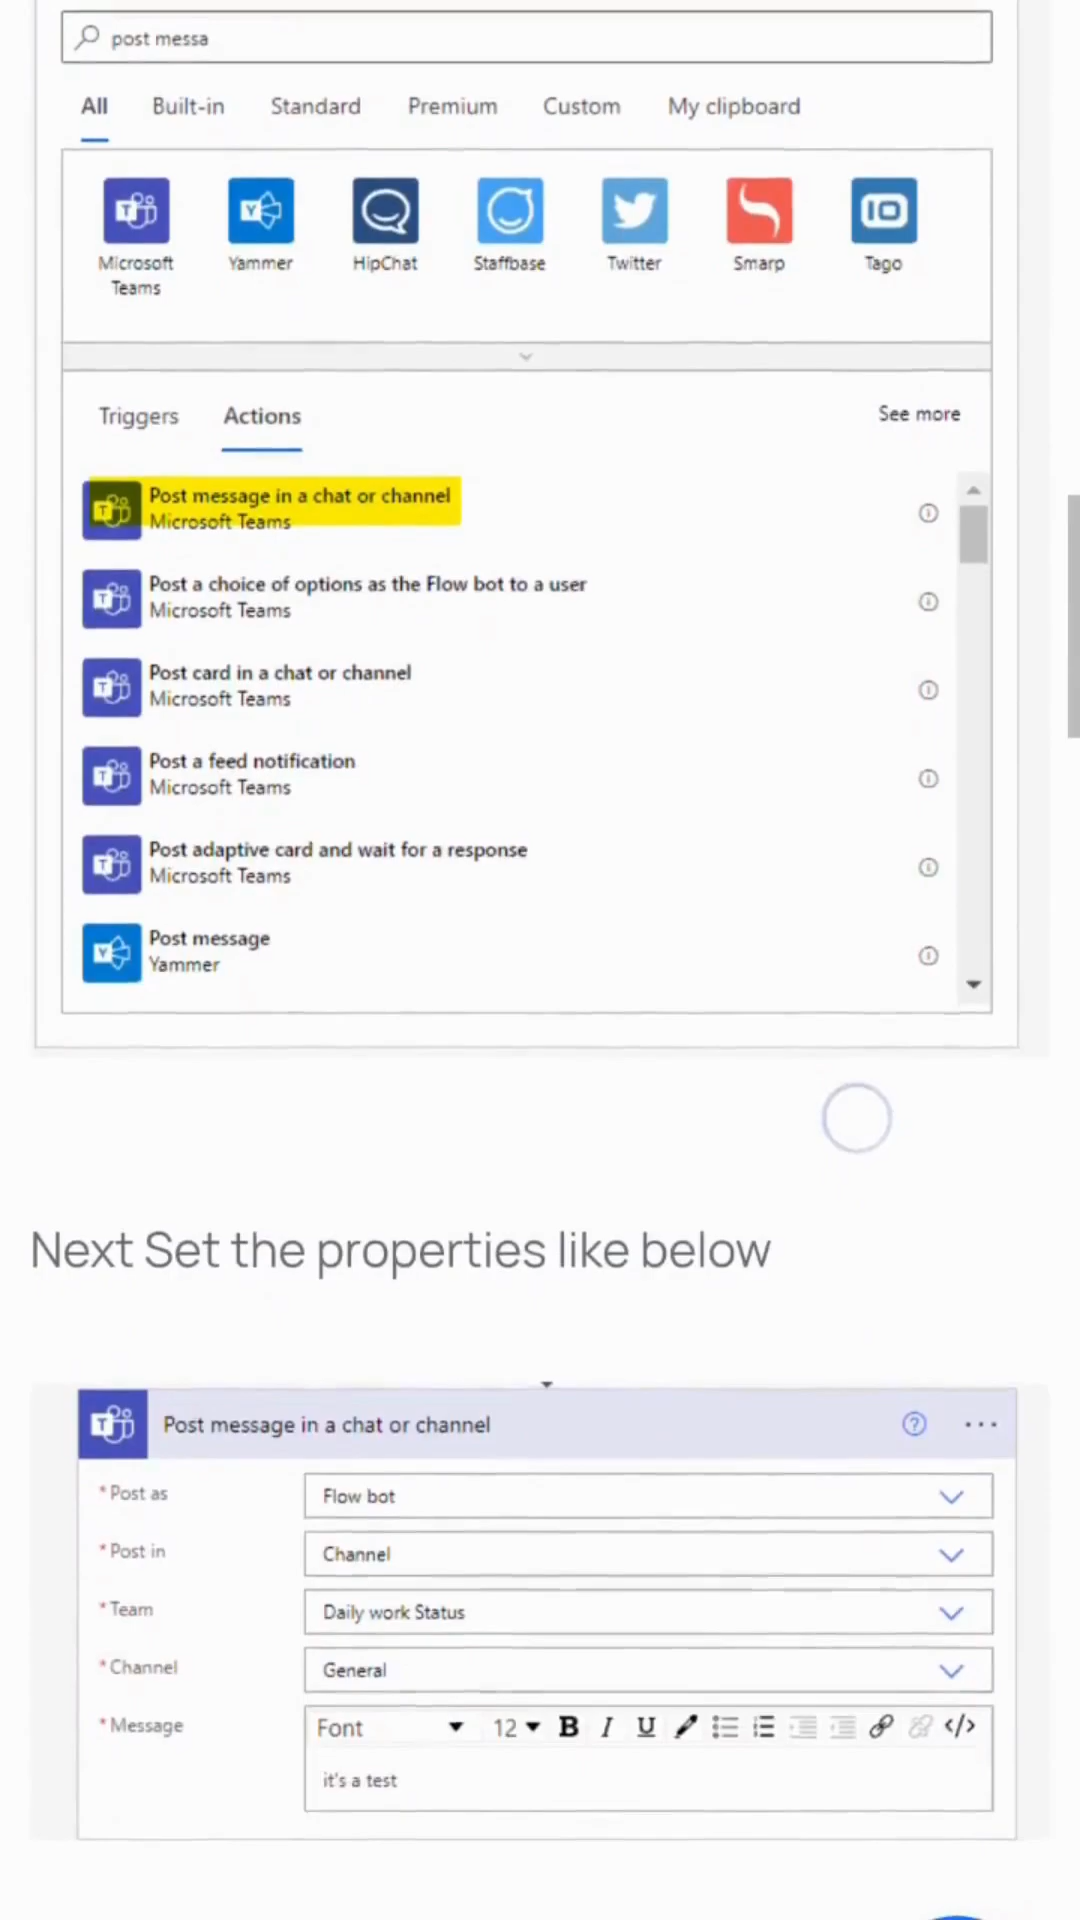 post messa
All Built-in Standard Premium Custom My clipboard
Microsoft Teams Yammer HipChat Staffbase Twitter Smarp Tago
Triggers Actions See more
Post message in a chat or channel
Microsoft Teams
Post a choice of options as the Flow bot to a user
Microsoft Teams
Post card in a chat or channel
Microsoft Teams
Post a feed notification
Microsoft Teams
Post adaptive card and wait for a response
Microsoft Teams
Post message
Yammer
Next Set the properties like below
Post message in a chat or channel
* Post as Flow bot
* Post in Channel
* Team Daily work Status
* Channel General
* Message Font 12 B I U </>
it's a test